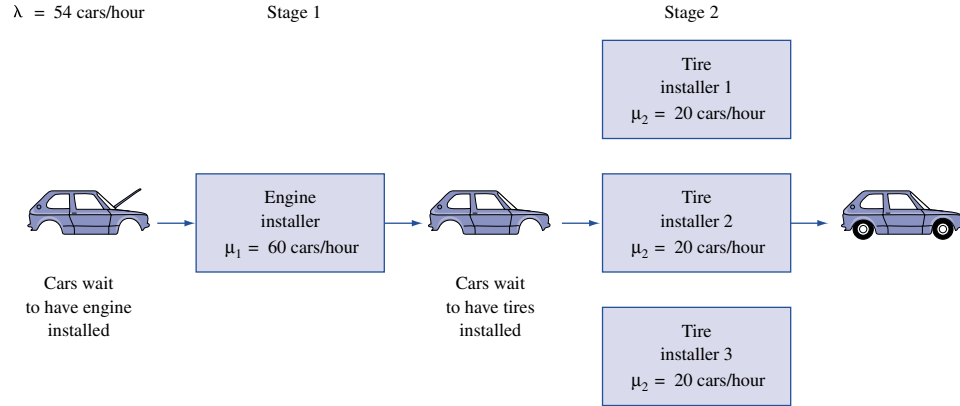 λ = 54 cars/hour
Stage 1
Stage 2
Tire
installer 1
μ₂ = 20 cars/hour
Engine
installer
μ₁ = 60 cars/hour
Tire
installer 2
μ₂ = 20 cars/hour
Cars wait
to have engine
installed
Cars wait
to have tires
installed
Tire
installer 3
μ₂ = 20 cars/hour